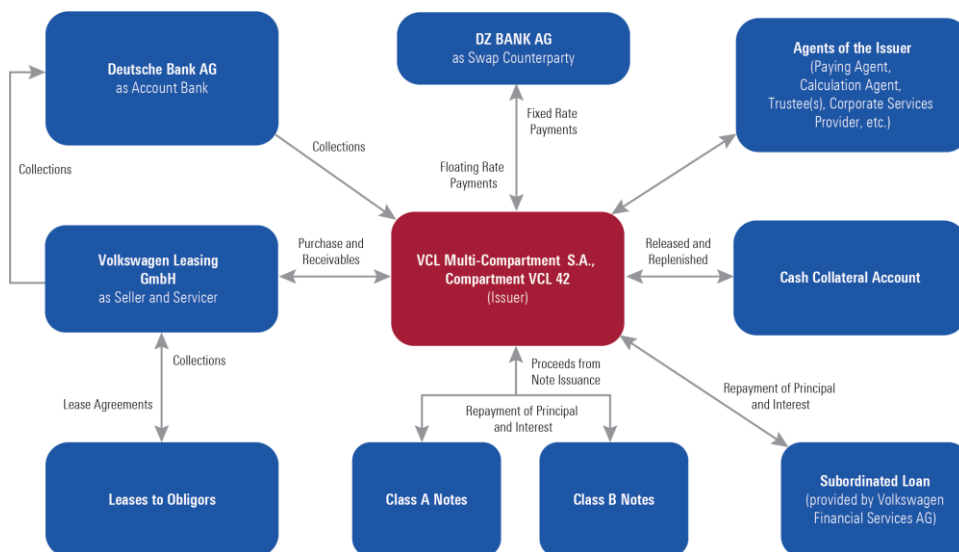 Deutsche Bank AG
as Account Bank
DZ BANK AG
as Swap Counterparty
Agents of the Issuer
(Paying Agent,
Calculation Agent,
Trustee(s), Corporate Services
Provider, etc.)
Fixed Rate
Payments
Collections
Floating Rate
Payments
Collections
Volkswagen Leasing
GmbH
as Seller and Servicer
Purchase and
Receivables
VCL Multi-Compartment S.A.,
Compartment VCL 42
(Issuer)
Released and
Replenished
Cash Collateral Account
Collections
Lease Agreements
Proceeds from
Note Issuance
Repayment of Principal
and Interest
Repayment of Principal
and Interest
Leases to Obligors
Class A Notes
Class B Notes
Subordinated Loan
(provided by Volkswagen
Financial Services AG)